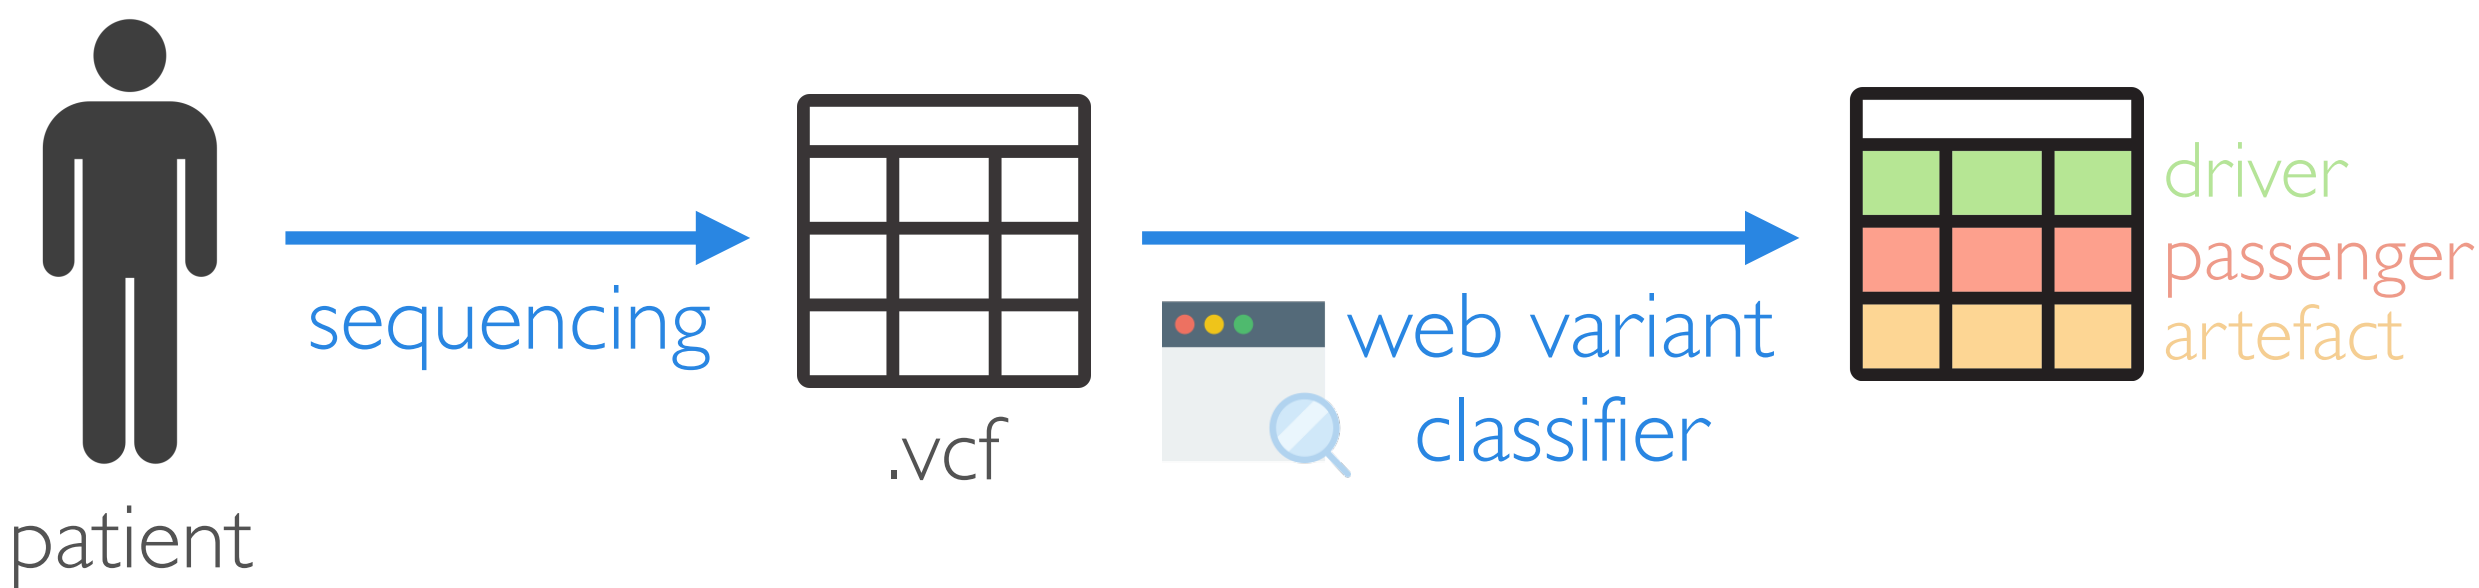 patient
sequencing
.vcf
web variant
classifier
driver
passenger
artefact